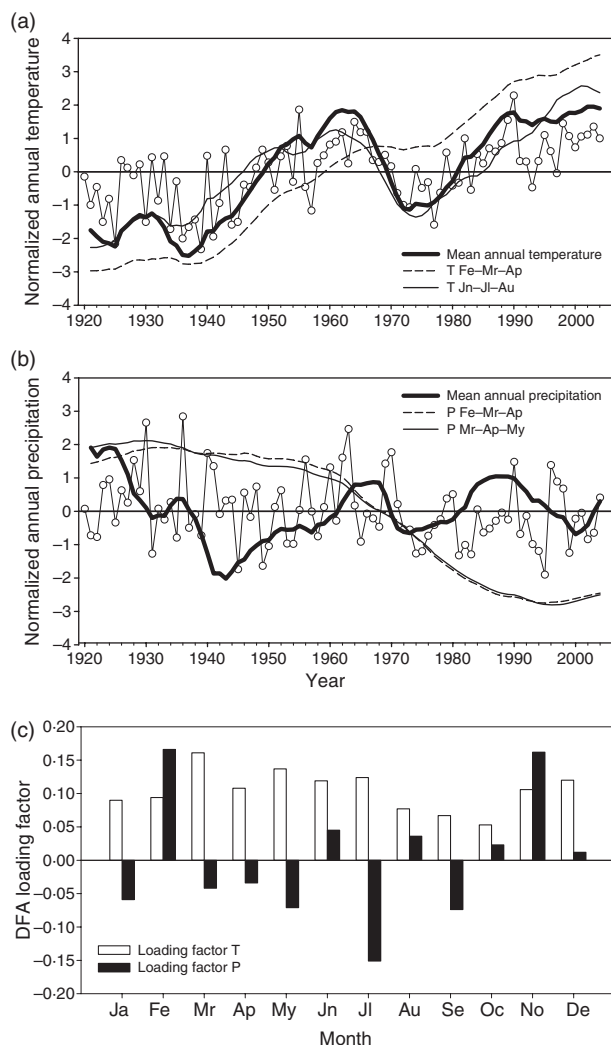 (a)
Normalized annual temperature
4
3
2
1
0
−1
−2
−3
−4
Mean annual temperature
T Fe–Mr–Ap
T Jn–Jl–Au
1920 1930 1940 1950 1960 1970 1980 1990 2000
(b)
Normalized annual precipitation
4
3
2
1
0
−1
−2
−3
−4
Mean annual precipitation
P Fe–Mr–Ap
P Mr–Ap–My
1920 1930 1940 1950 1960 1970 1980 1990 2000
Year
(c)
DFA loading factor
0·20
0·15
0·10
0·05
0·00
−0·05
−0·10
−0·15
−0·20
Loading factor T
Loading factor P
Ja Fe Mr Ap My Jn Jl Au Se Oc No De
Month